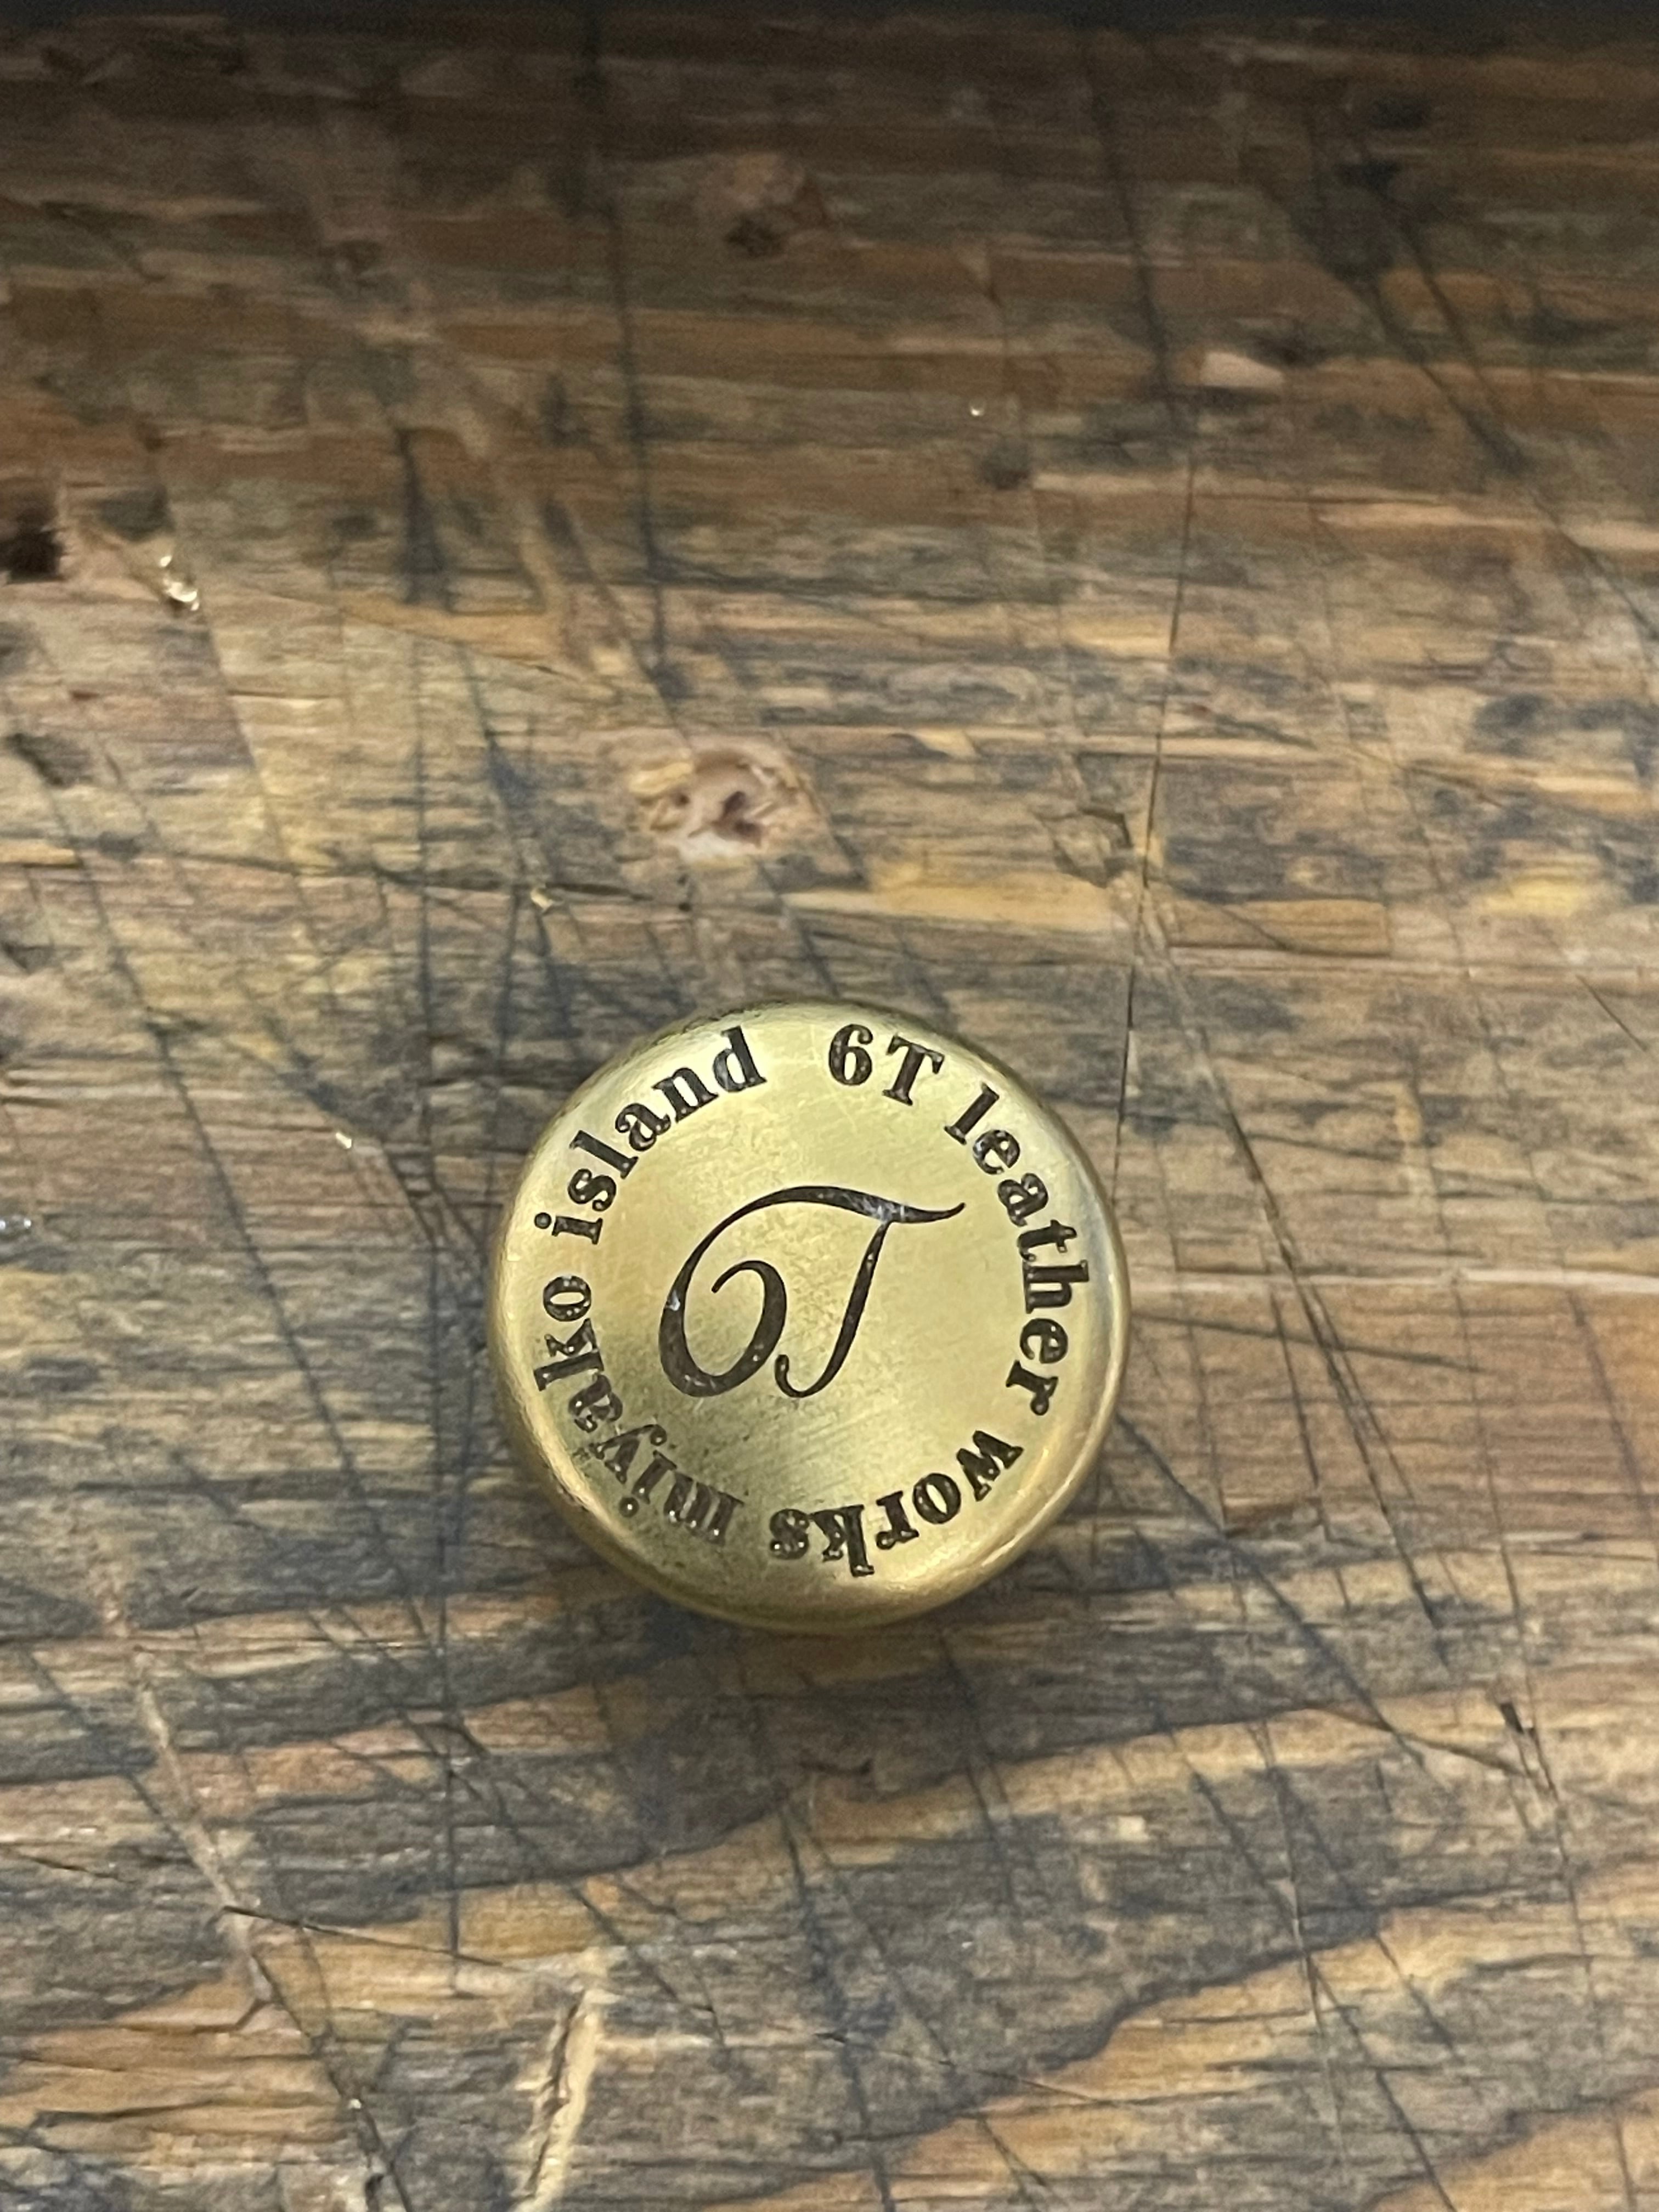 6T leather works miyako island
6T